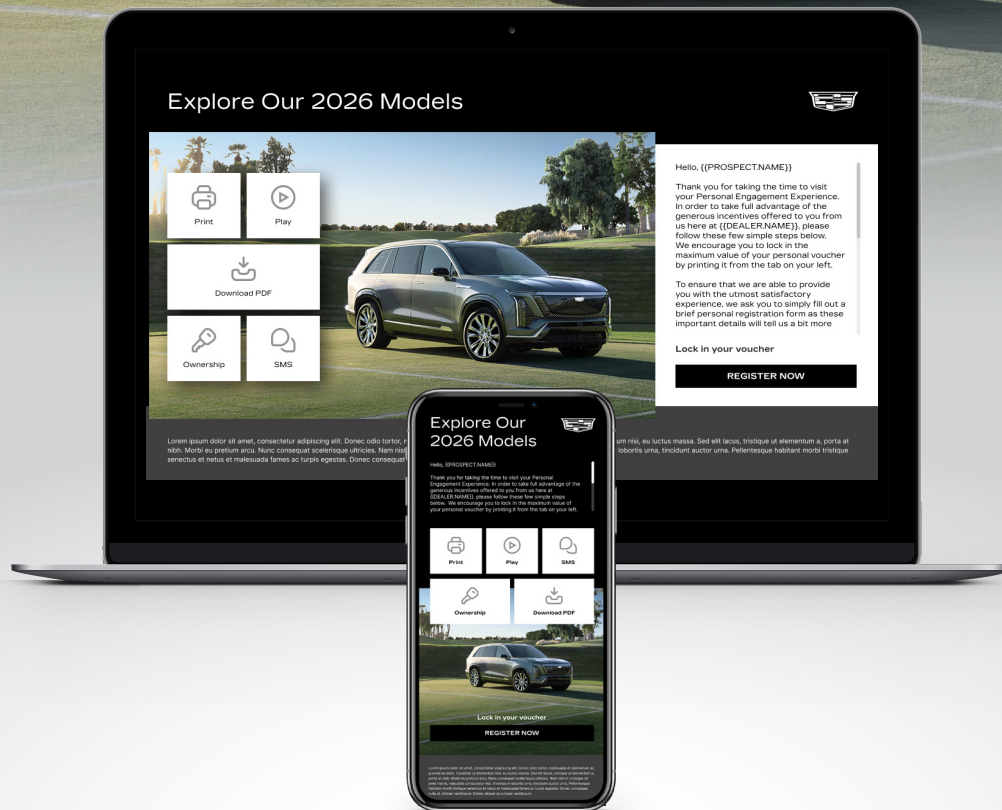 Explore Our 2026 Models
Print
Play
Download PDF
Ownership
SMS
Hello, {{PROSPECT.NAME}}
Thank you for taking the time to visit
your Personal Engagement Experience.
In order to take full advantage of the
generous incentives offered to you from
us here at {{DEALER.NAME}}, please
follow these few simple steps below.
We encourage you to lock in the
maximum value of your personal voucher
by printing it from the tab on your left.
To ensure that we are able to provide
you with the utmost satisfactory
experience, we ask you to simply fill out a
brief personal registration form as these
important details will tell us a bit more
Lock in your voucher
REGISTER NOW
Lorem ipsum dolor sit amet, consectetur adipiscing elit. Donec odio tortor,
um nisi, eu luctus massa. Sed elit lacus, tristique ut elementum a, porta at
nibh. Morbi eu pretium arcu. Nunc consequat scelerisque ultricies. Nam nisl
lobortis urna, tincidunt auctor urna. Pellentesque habitant morbi tristique
senectus et netus et malesuada fames ac turpis egestas. Donec consequat
Explore Our
2026 Models
Hello, {{PROSPECT.NAME}}
Thank you for taking the time to visit your Personal
Engagement Experience. In order to take full advantage of the
generous incentives offered to you from us here at
{{DEALER.NAME}}, please follow these few simple steps
below. We encourage you to lock in the maximum value of
your personal voucher by printing it from the tab on your left.
Print
Play
SMS
Ownership
Download PDF
Lock in your voucher
REGISTER NOW